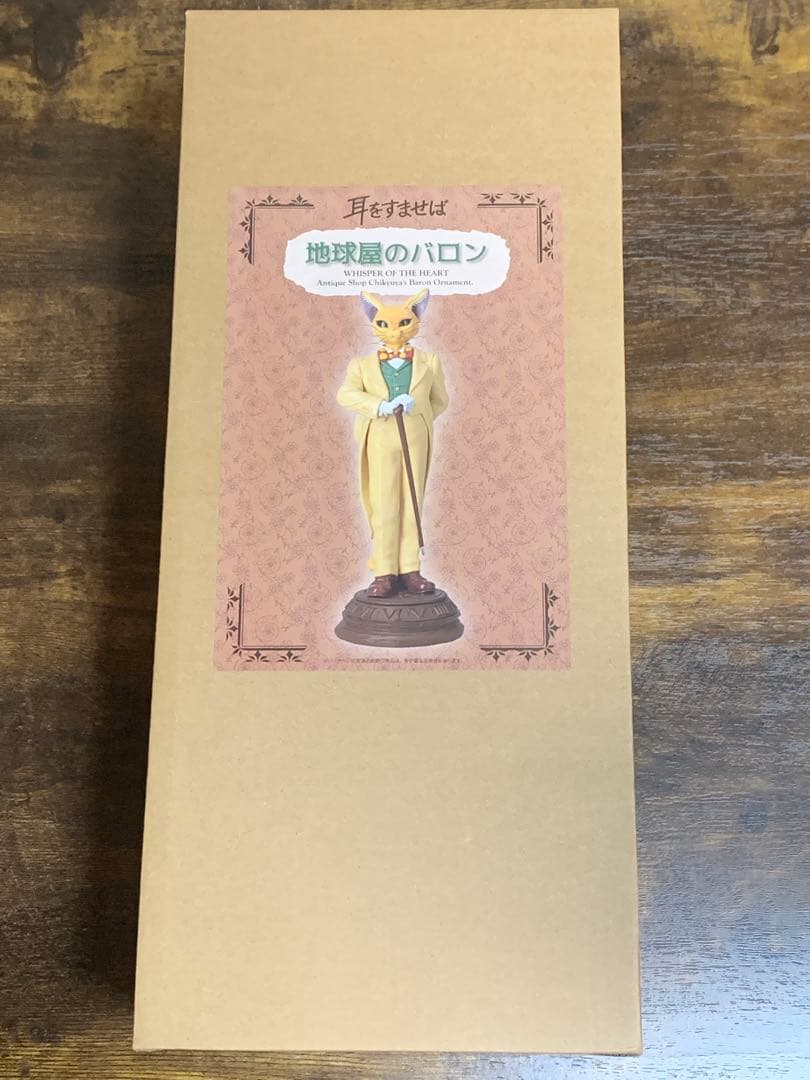 耳をすませば
地球屋のバロン
WHISPER OF THE HEART
Antique Shop Chikyuya's Baron Ornament.